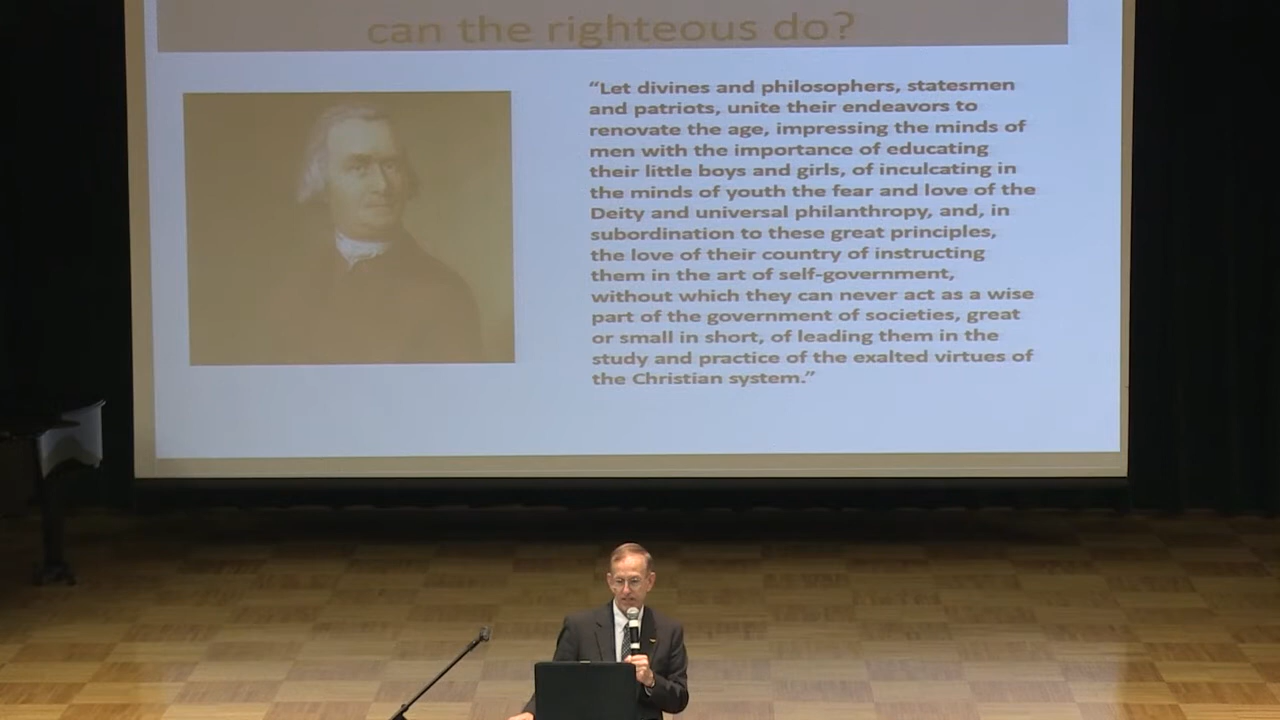 can the righteous do?
“Let divines and philosophers, statesmen
and patriots, unite their endeavors to
renovate the age, impressing the minds of
men with the importance of educating
their little boys and girls, of inculcating in
the minds of youth the fear and love of the
Deity and universal philanthropy, and, in
subordination to these great principles,
the love of their country of instructing
them in the art of self-government,
without which they can never act as a wise
part of the government of societies, great
or small in short, of leading them in the
study and practice of the exalted virtues of
the Christian system.”